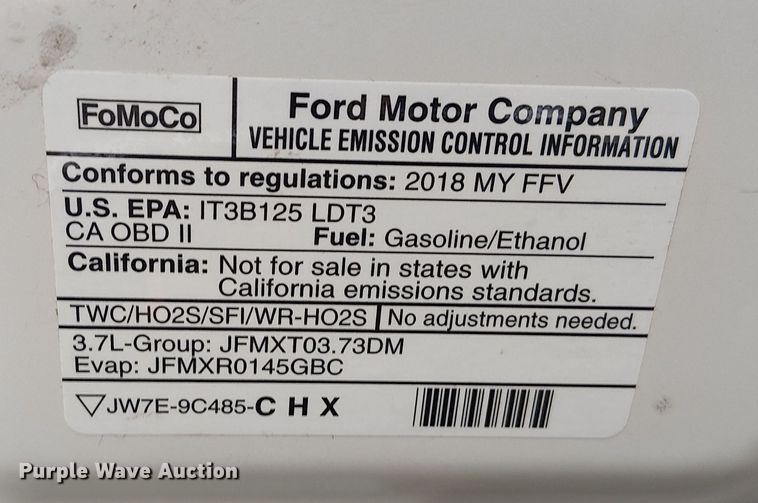 FoMoCo
Ford Motor Company
VEHICLE EMISSION CONTROL INFORMATION
Conforms to regulations: 2018 MY FFV
U.S. EPA: IT3B125 LDT3
CA OBD II Fuel: Gasoline/Ethanol
California: Not for sale in states with
California emissions standards.
TWC/HO2S/SFI/WR-HO2S No adjustments needed.
3.7L-Group: JFMXT03.73DM
Evap: JFMXR0145GBC
JW7E-9C485-C H X
Purple Wave Auction